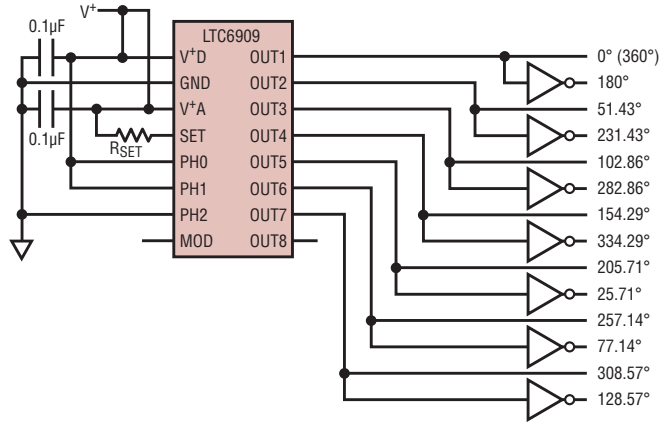 V+
0.1µF
0.1µF
RSET
LTC6909
V+D OUT1
GND OUT2
V+A OUT3
SET OUT4
PH0 OUT5
PH1 OUT6
PH2 OUT7
MOD OUT8
0° (360°)
180°
51.43°
231.43°
102.86°
282.86°
154.29°
334.29°
205.71°
25.71°
257.14°
77.14°
308.57°
128.57°